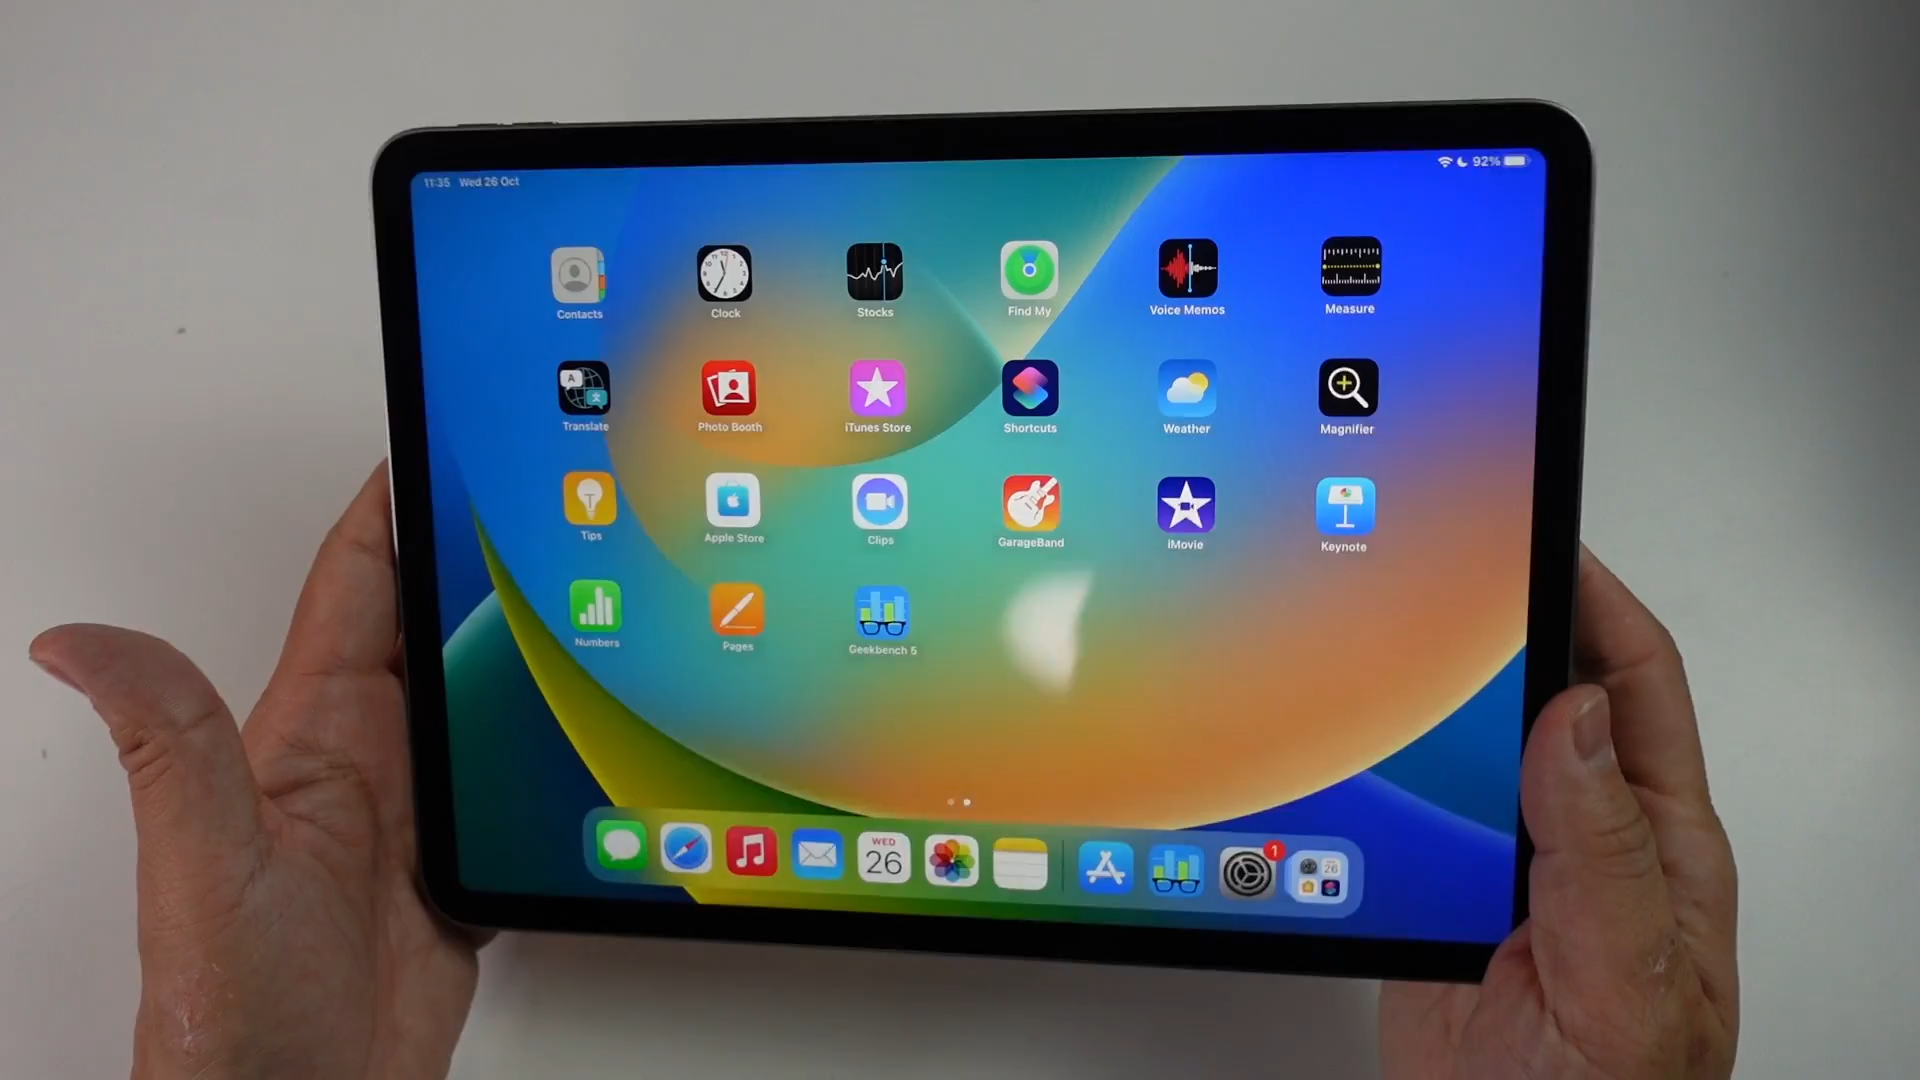 11:35 Wed 26 Oct
92%
Contacts
Clock
Stocks
Find My
Voice Memos
Measure
Translate
Photo Booth
iTunes Store
Shortcuts
Weather
Magnifier
Tips
Apple Store
Clips
GarageBand
iMovie
Keynote
Numbers
Pages
Geekbench 5
WED
26
1
26